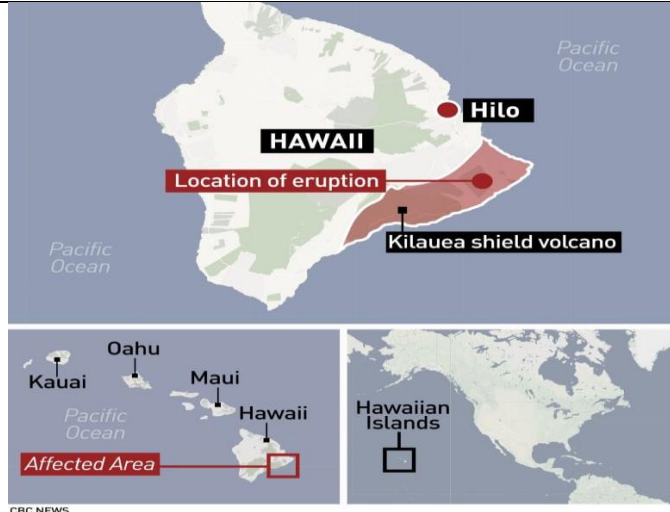 Pacific
Ocean
Hilo
HAWAII
Location of eruption
Kilauea shield volcano
Pacific
Ocean
Oahu
Kauai
Maui
Hawaii
Pacific
Ocean
Affected Area
Hawaiian
Islands
CBC NEWS